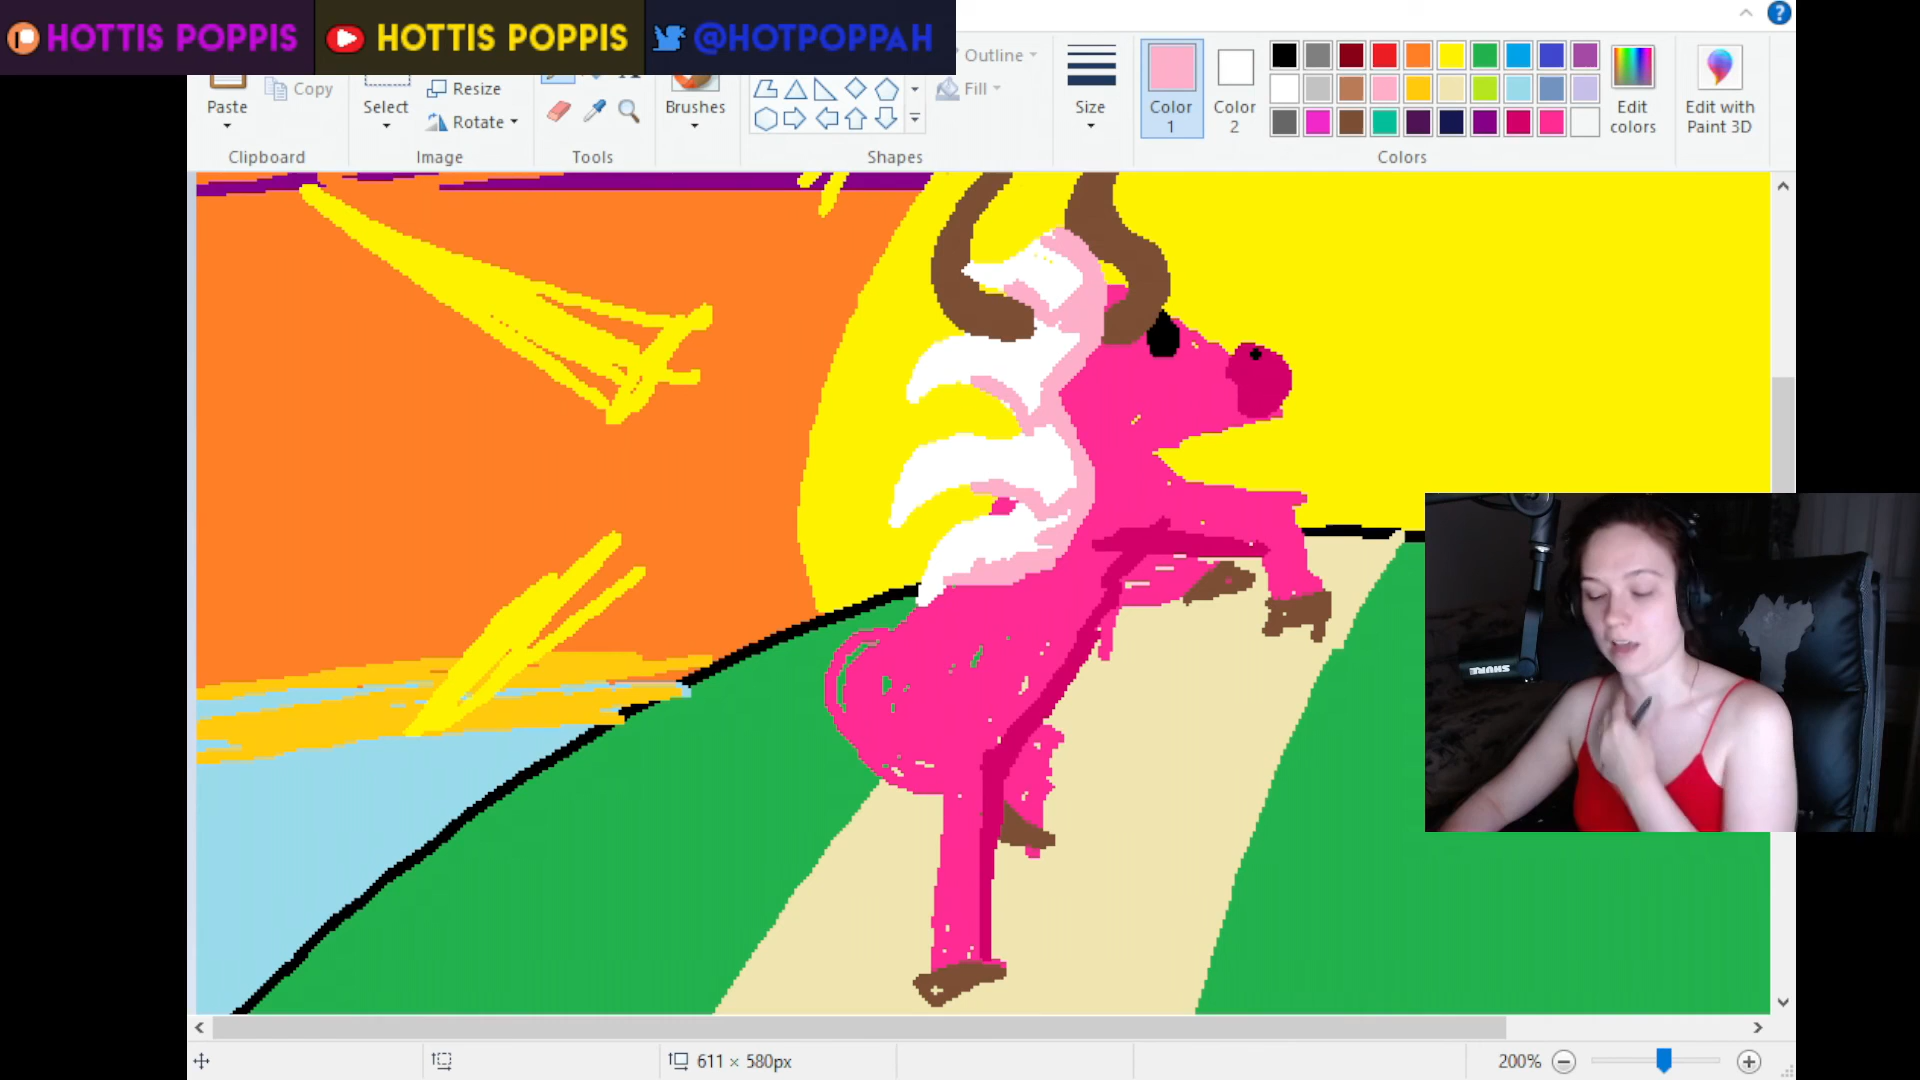 HOTTIS POPPIS HOTTIS POPPIS @HOTPOPPAH
Outline
Paste Copy Select Resize Brushes Fill Size Color 1 Color 2 Edit colors Edit with Paint 3D
Rotate
Clipboard Image Tools Shapes Colors
SHURE
611 × 580px 200%